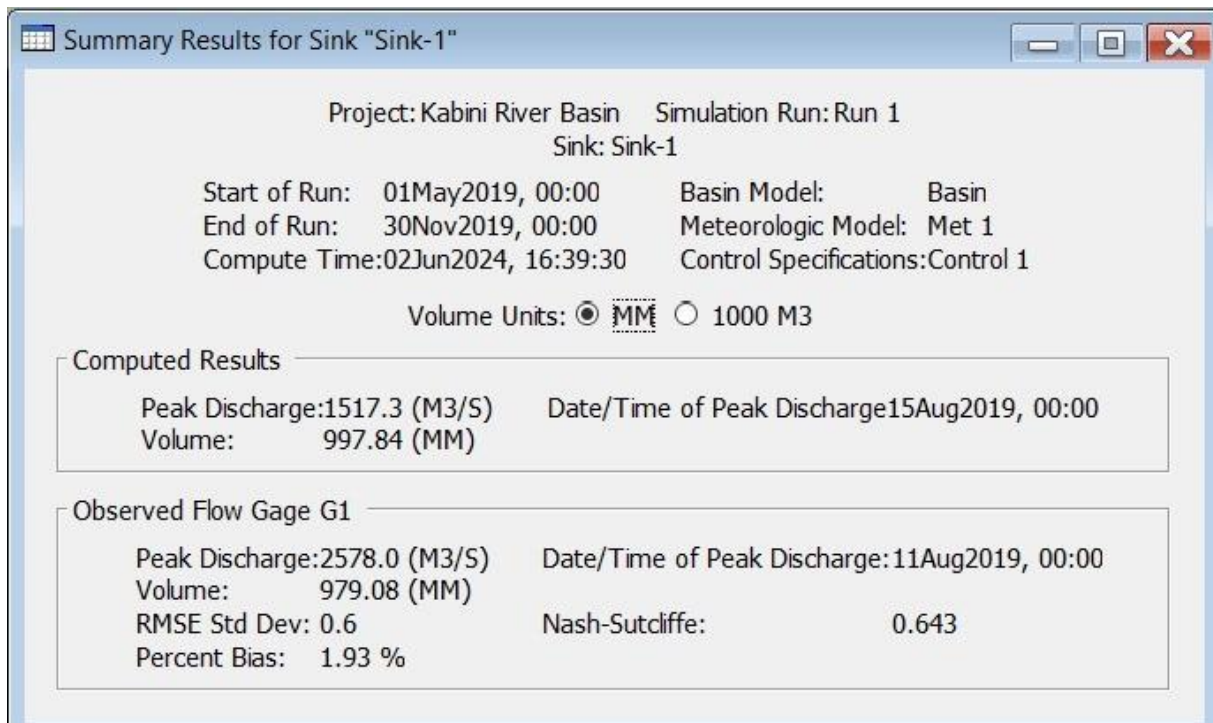 Summary Results for Sink "Sink-1"
Project: Kabini River Basin Simulation Run: Run 1
Sink: Sink-1
Start of Run: 01May2019, 00:00 Basin Model: Basin
End of Run: 30Nov2019, 00:00 Meteorologic Model: Met 1
Compute Time:02Jun2024, 16:39:30 Control Specifications:Control 1
Volume Units: MM 1000 M3
Computed Results
Peak Discharge:1517.3 (M3/S) Date/Time of Peak Discharge15Aug2019, 00:00
Volume: 997.84 (MM)
Observed Flow Gage G1
Peak Discharge:2578.0 (M3/S) Date/Time of Peak Discharge:11Aug2019, 00:00
Volume: 979.08 (MM)
RMSE Std Dev: 0.6 Nash-Sutcliffe: 0.643
Percent Bias: 1.93 %